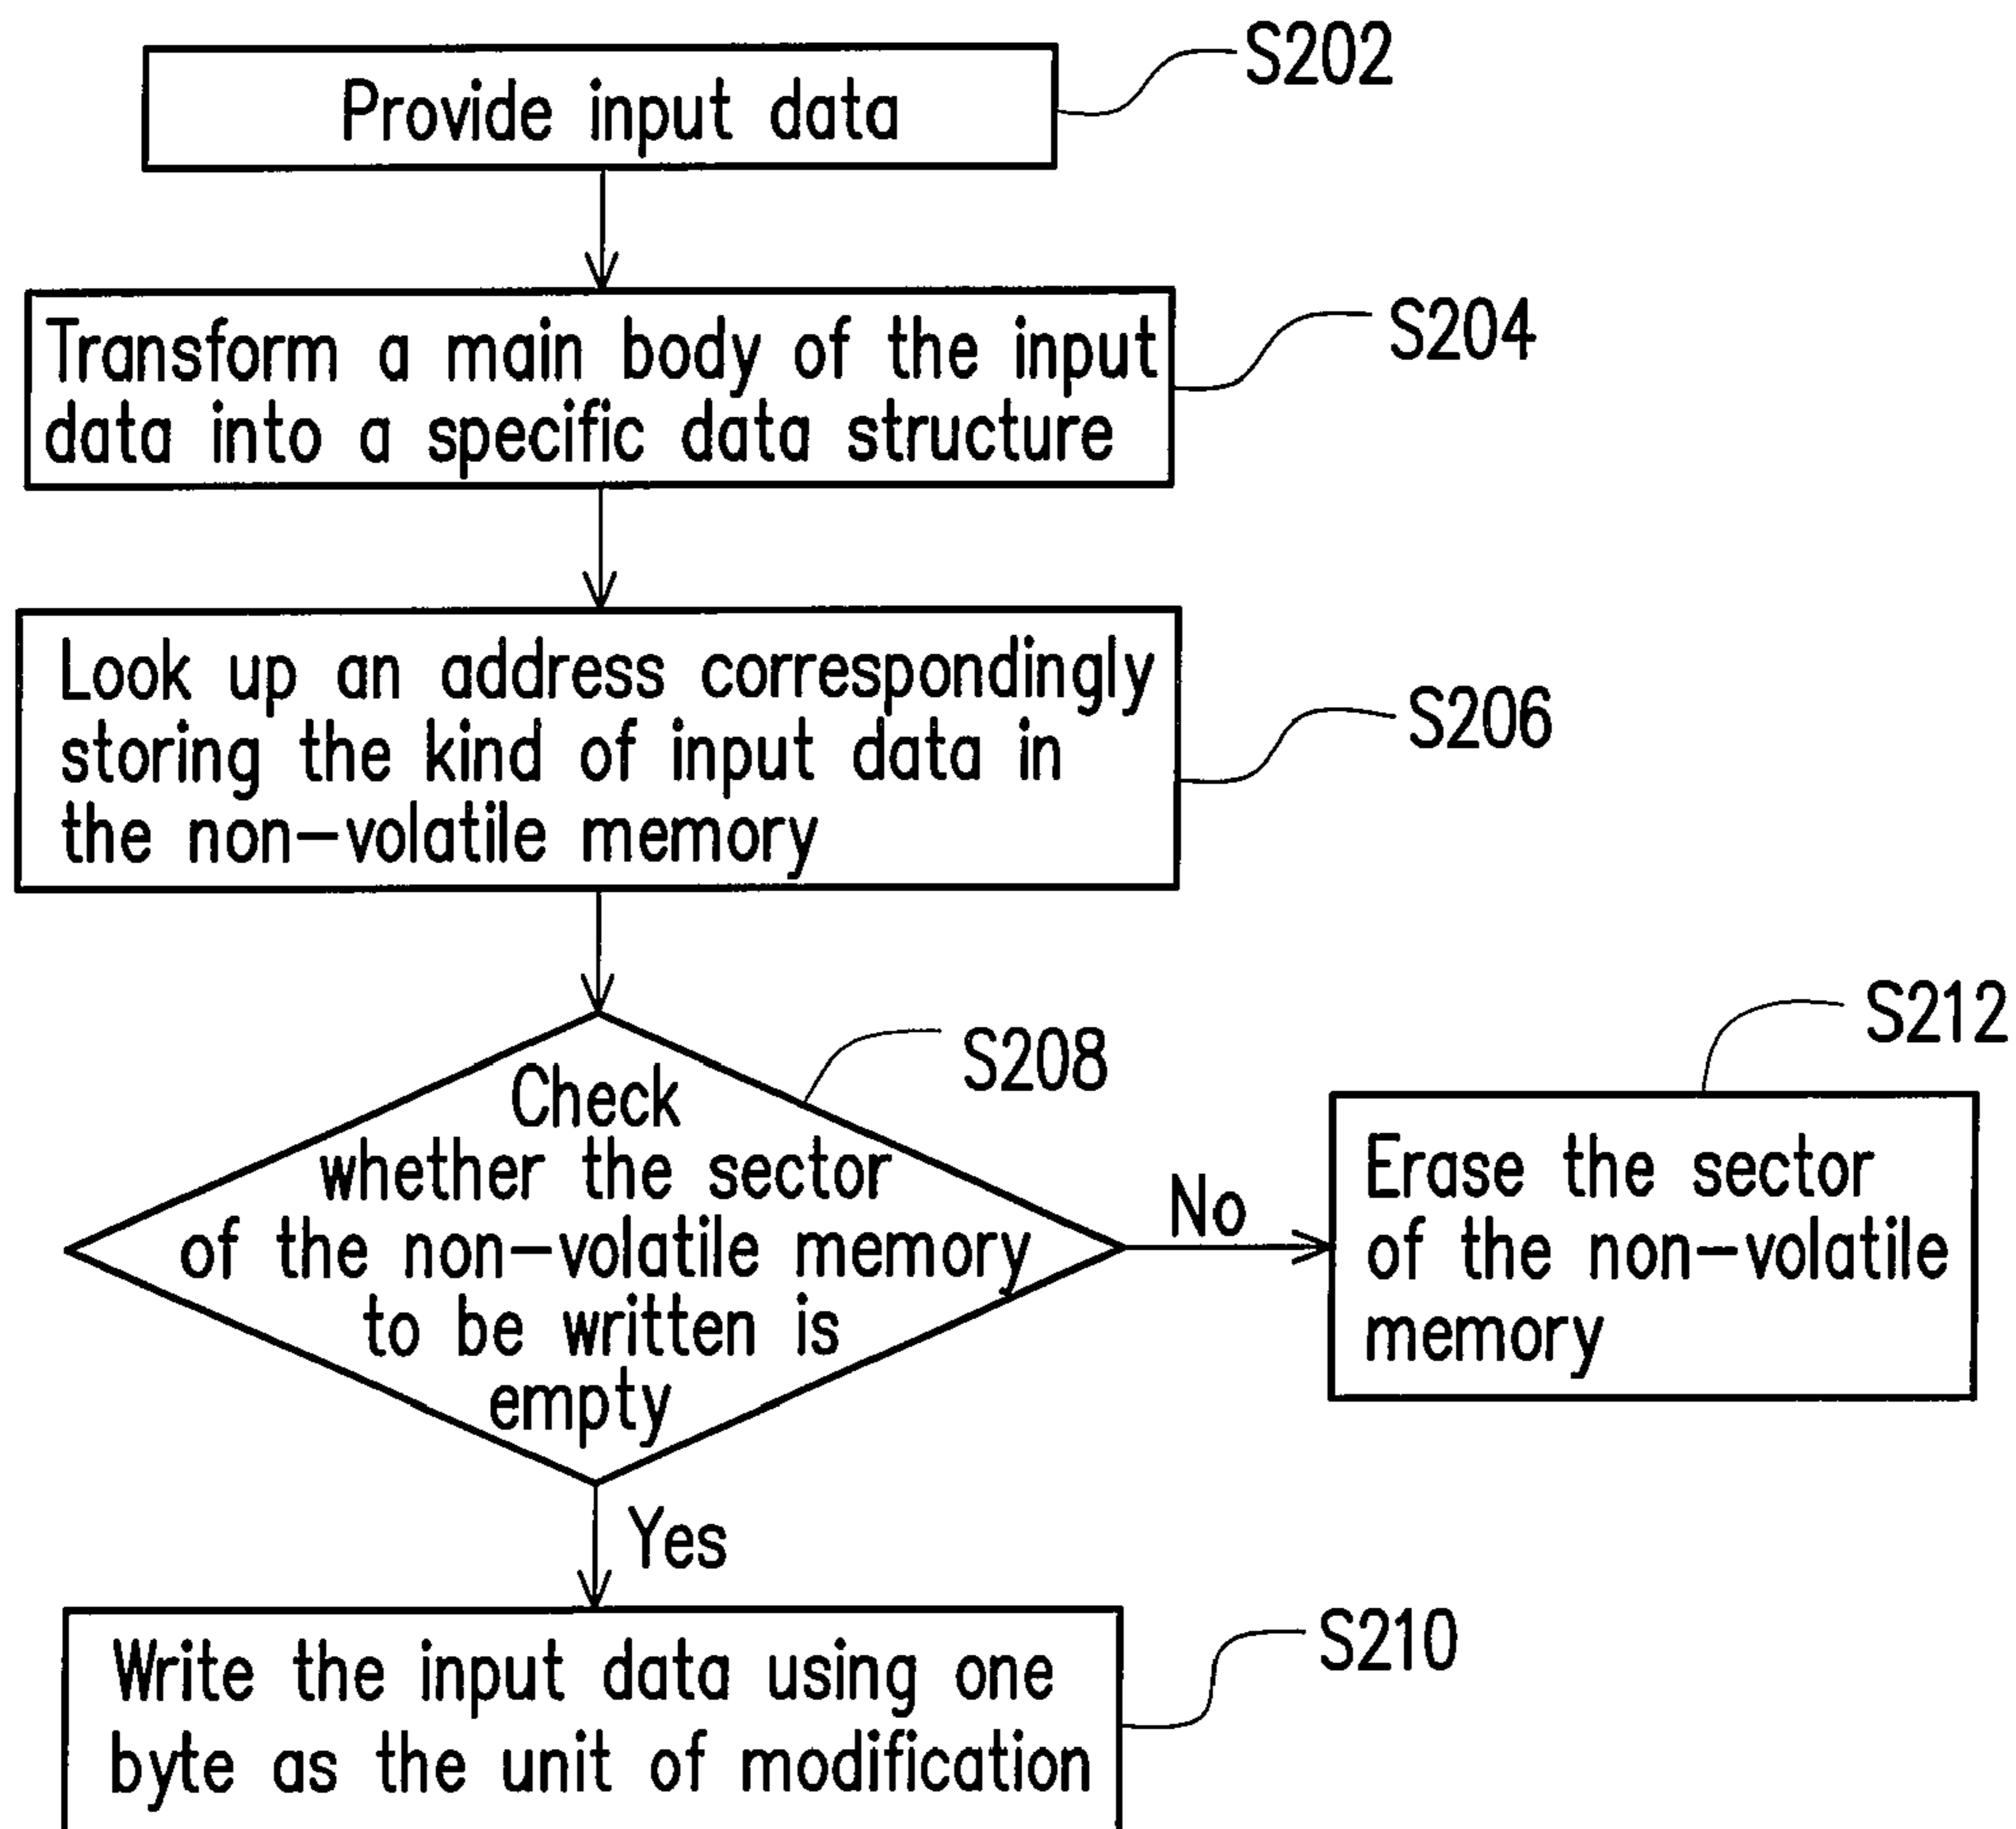 S202
Provide input data
S204
Transform a main body of the input
data into a specific data structure
S206
Look up an address correspondingly
storing the kind of input data in
the non-volatile memory
S208
Check
whether the sector
of the non-volatile memory
to be written is
empty
No
S212
Erase the sector
of the non-volatile
memory
Yes
S210
Write the input data using one
byte as the unit of modification